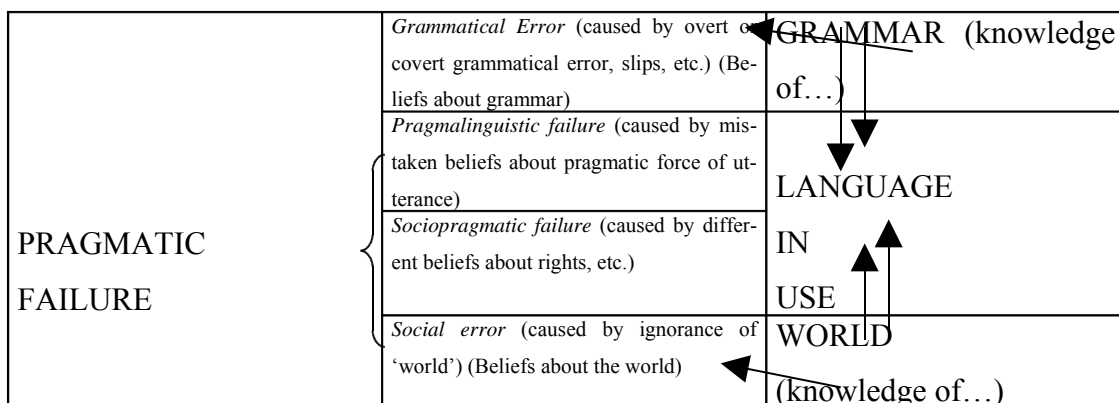 Grammatical Error (caused by overt or
covert grammatical error, slips, etc.) (Be-
liefs about grammar)
GRAMMAR (knowledge
of…)
PRAGMATIC
FAILURE
Pragmalinguistic failure (caused by mis-
taken beliefs about pragmatic force of ut-
terance)
Sociopragmatic failure (caused by differ-
ent beliefs about rights, etc.)
LANGUAGE
IN
USE
Social error (caused by ignorance of
‘world’) (Beliefs about the world)
WORLD
(knowledge of…)